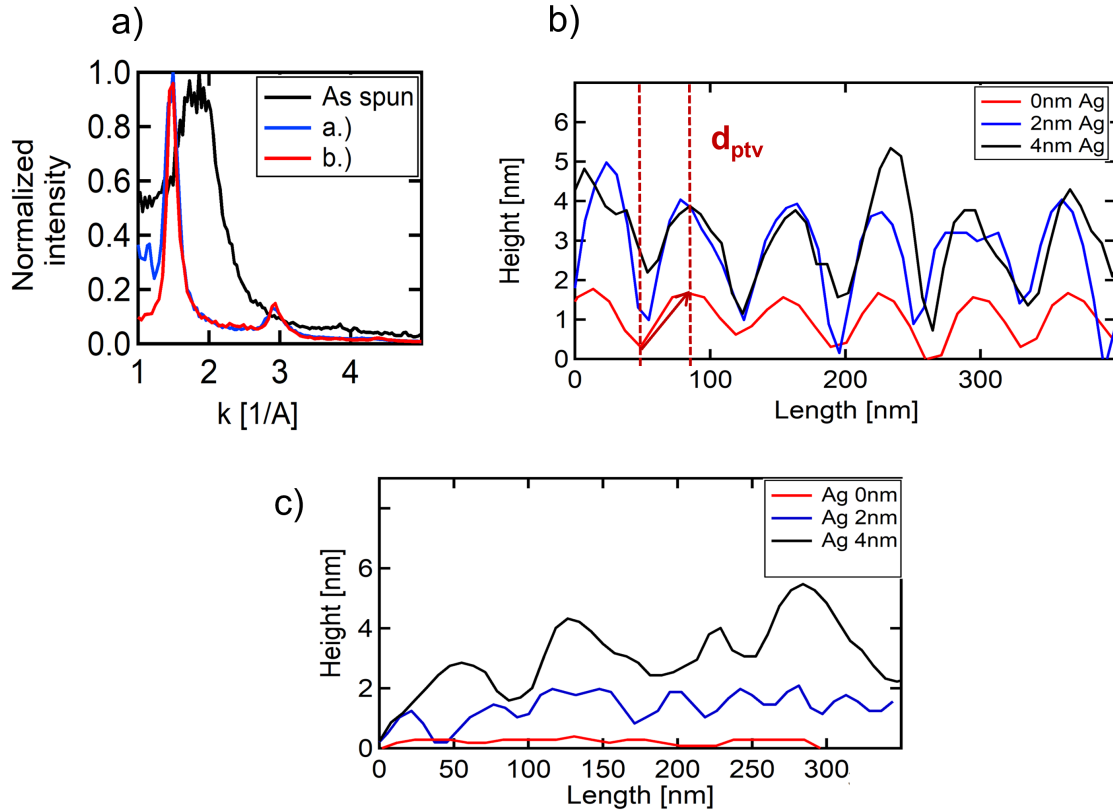 a)
1.0
0.8
0.6
0.4
0.2
0.0
Normalized
intensity
As spun
a.)
b.)
1
2
3
4
k [1/A]
b)
7
6
5
4
3
2
1
0
Height [nm]
d_ptv
0nm Ag
2nm Ag
4nm Ag
0
100
200
300
Length [nm]
c)
6
4
2
0
Height [nm]
Ag 0nm
Ag 2nm
Ag 4nm
0
50
100
150
200
250
300
Length [nm]